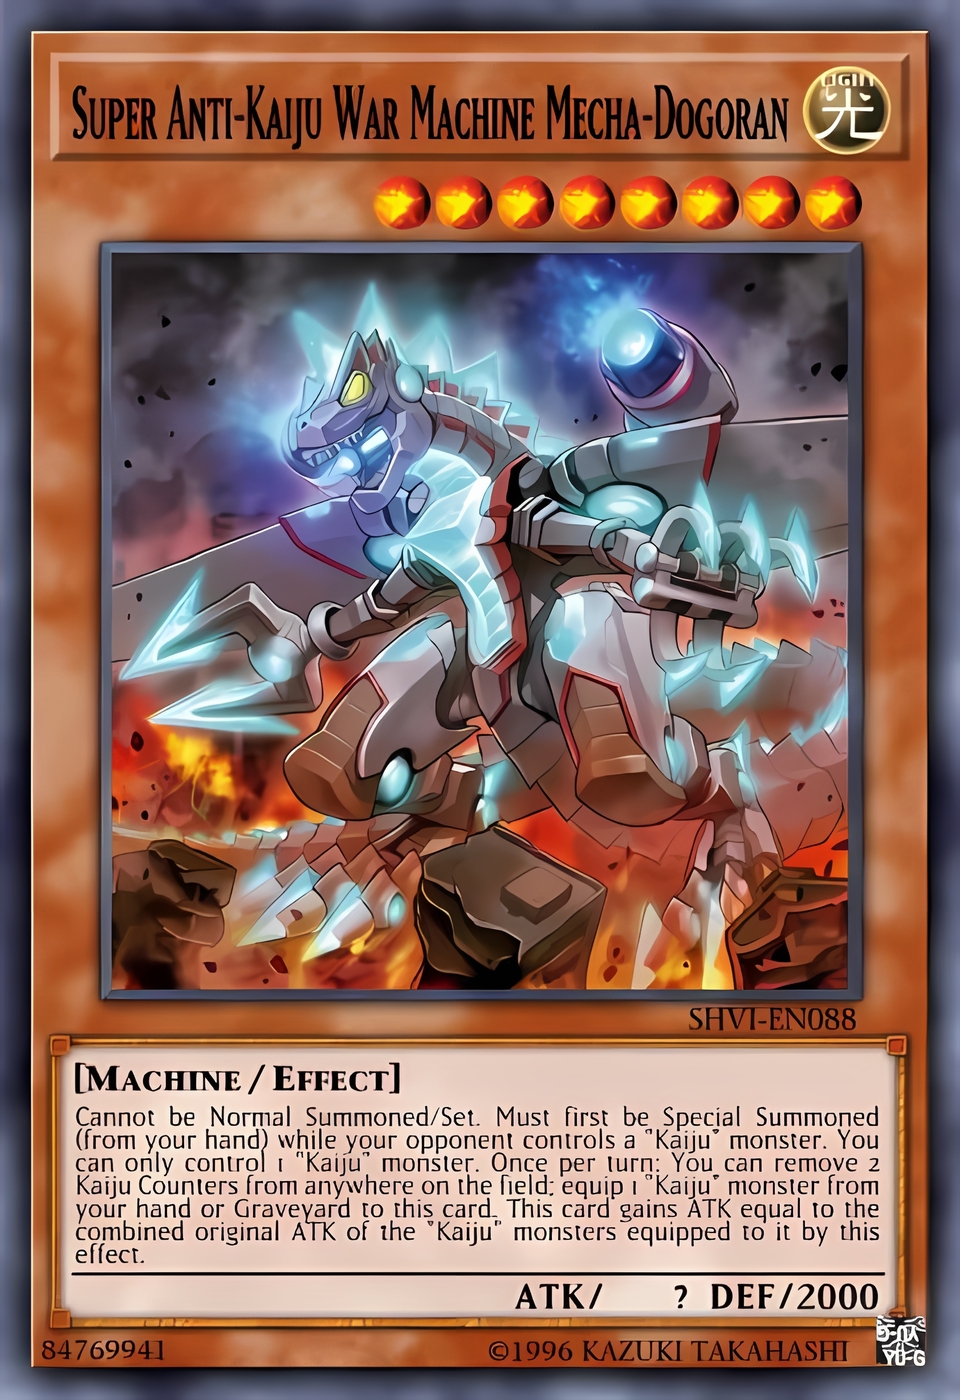 SUPER ANTI-KAIJU WAR MACHINE MECHA-DOGORAN
光
SHVI-EN088
[MACHINE / EFFECT]
Cannot be Normal Summoned/Set. Must first be Special Summoned
(from your hand) while your opponent controls a "Kaiju" monster. You
can only control 1 "Kaiju" monster. Once per turn: You can remove 2
Kaiju Counters from anywhere on the field; equip 1 "Kaiju" monster from
your hand or Graveyard to this card. This card gains ATK equal to the
combined original ATK of the "Kaiju" monsters equipped to it by this
effect.
ATK/ ? DEF/2000
84769941
©1996 KAZUKI TAKAHASHI